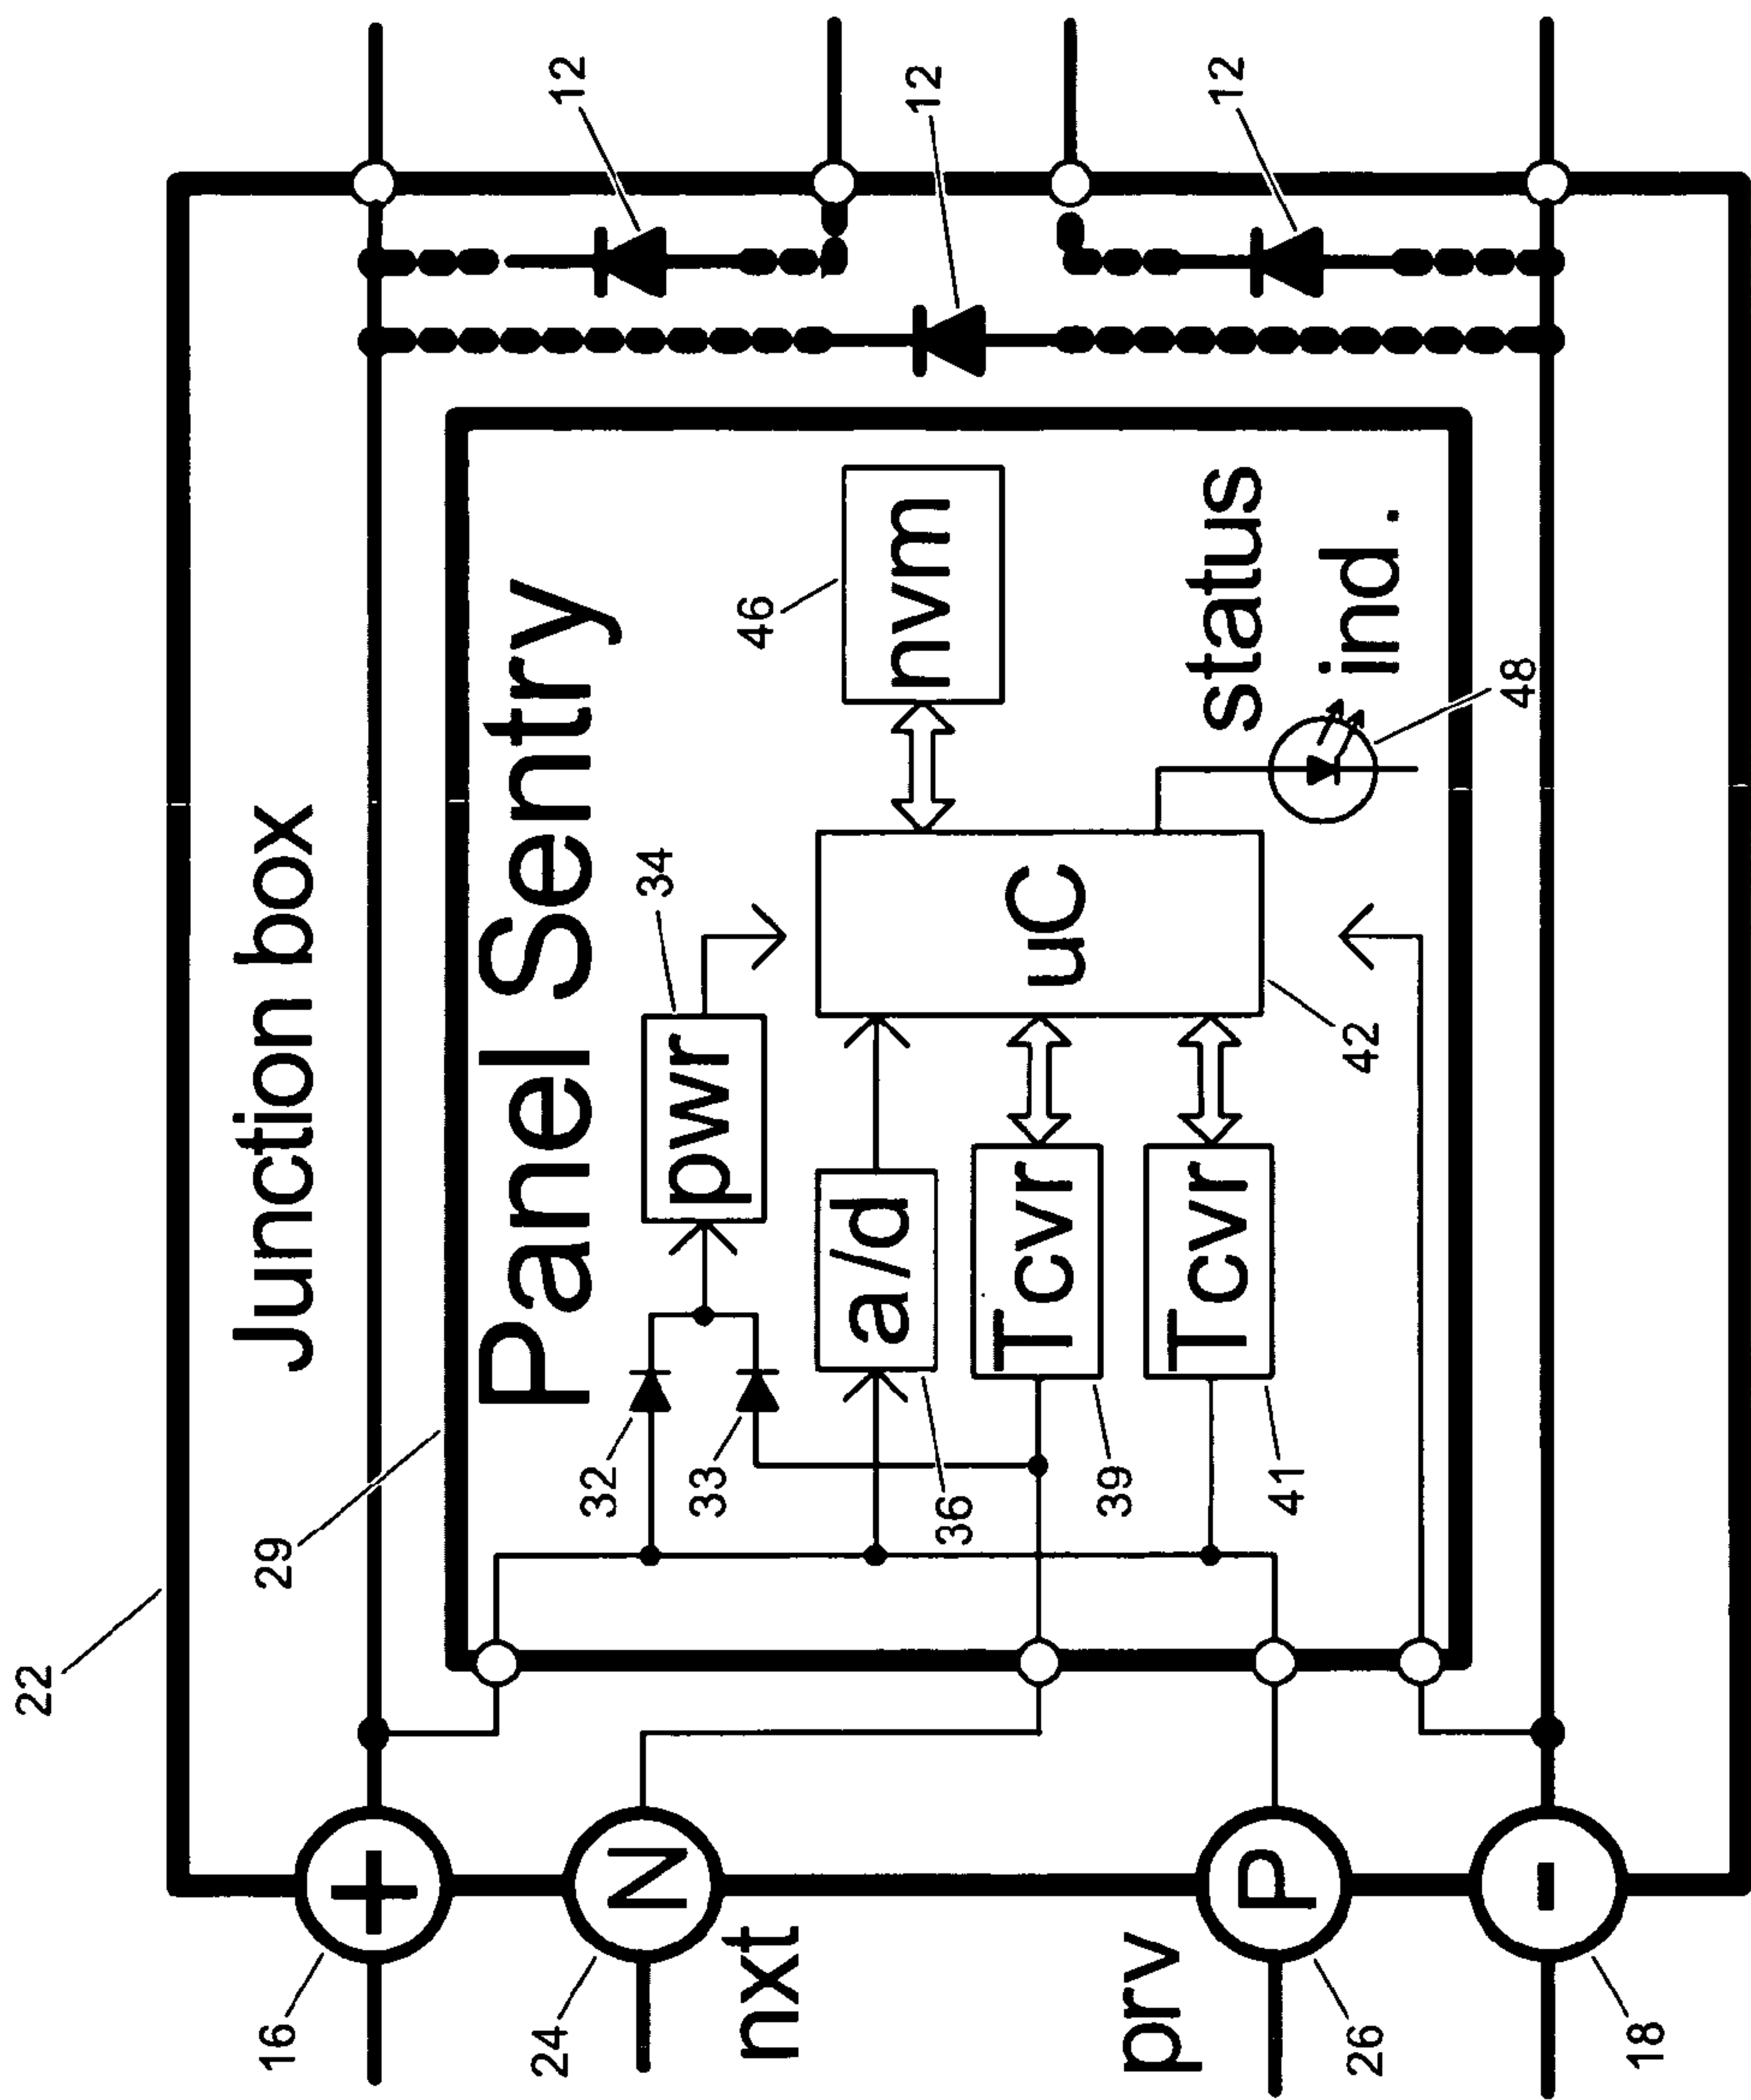 22
29
Junction box
12
12
12
Panel Sentry
34
pwr
46
nvm
32
33
a/d
36
uC
42
Tcvr
39
Tcvr
41
status
ind.
48
16
+
24
N
nxt
prv
P
26
-
18